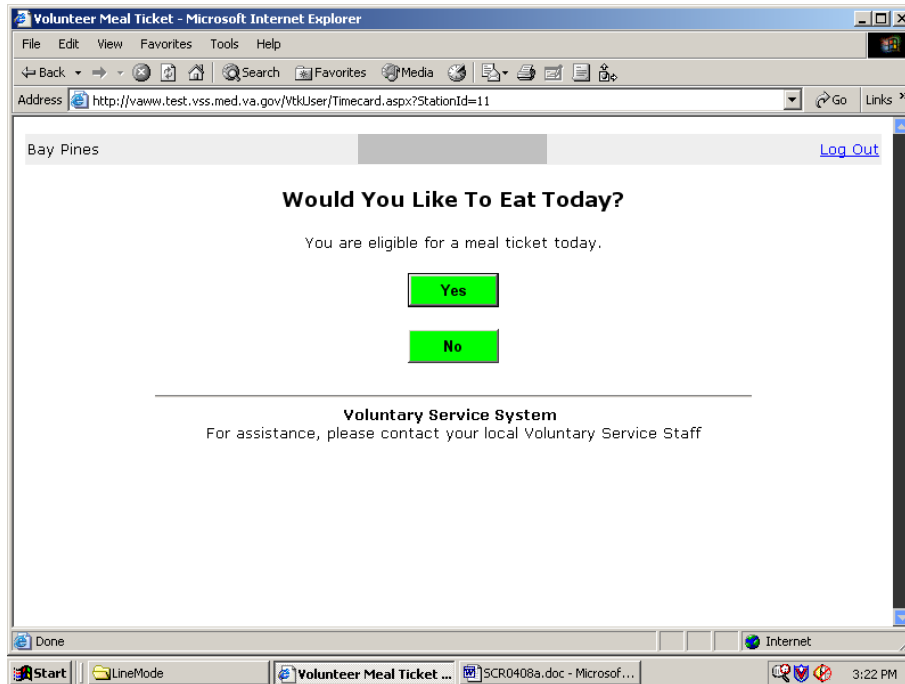 Volunteer Meal Ticket - Microsoft Internet Explorer
File Edit View Favorites Tools Help
Back Search Favorites Media
Address http://vaww.test.vss.med.va.gov/VtkUser/Timecard.aspx?StationId=11 Go Links »
Bay Pines Log Out
Would You Like To Eat Today?
You are eligible for a meal ticket today.
Yes
No
Voluntary Service System
For assistance, please contact your local Voluntary Service Staff
Done Internet
Start LineMode Volunteer Meal Ticket ... SCR0408a.doc - Microsof... 3:22 PM